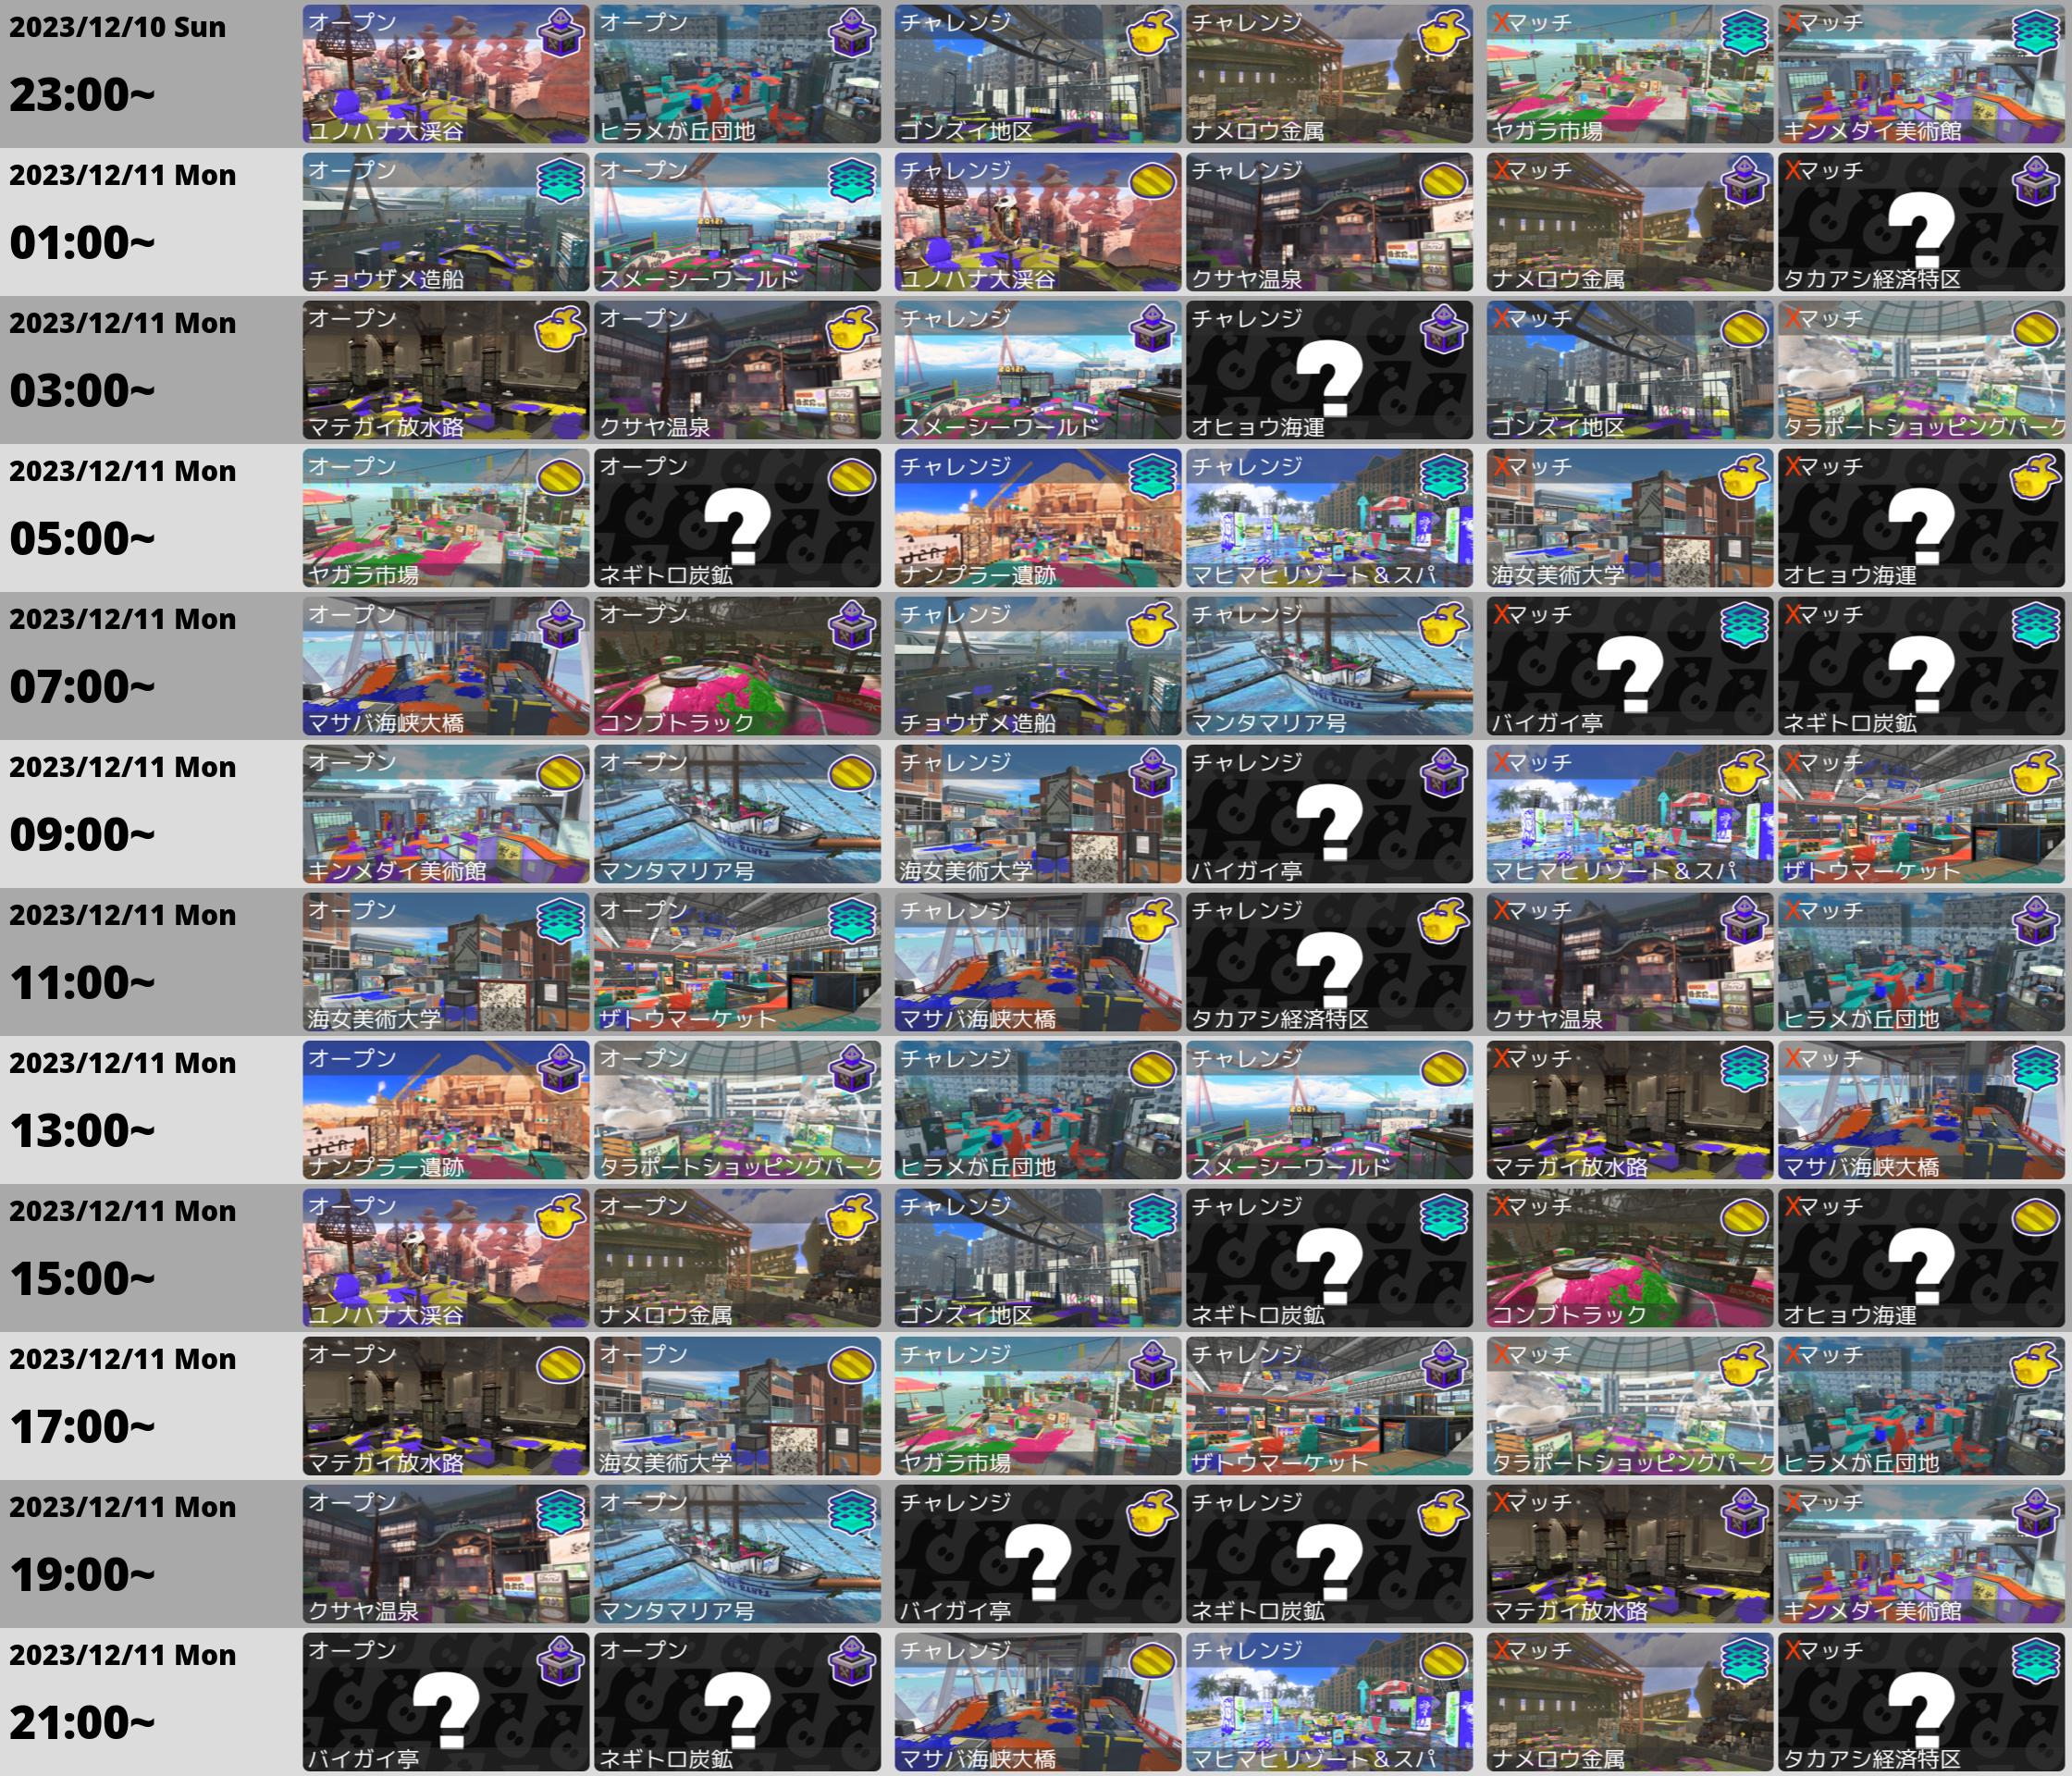 2023/12/10 Sun
23:00~
オープン
ユノハナ大渓谷
オープン
ヒラメが丘団地
チャレンジ
ゴンズイ地区
チャレンジ
ナメロウ金属
Xマッチ
ヤガラ市場
Xマッチ
キンメダイ美術館
2023/12/11 Mon
01:00~
オープン
チョウザメ造船
オープン
スメーシーワールド
チャレンジ
ユノハナ大渓谷
チャレンジ
クサヤ温泉
Xマッチ
ナメロウ金属
Xマッチ
?
タカアシ経済特区
2023/12/11 Mon
03:00~
オープン
マテガイ放水路
オープン
クサヤ温泉
チャレンジ
スメーシーワールド
チャレンジ
?
オヒョウ海運
Xマッチ
ゴンズイ地区
Xマッチ
タラポートショッピングパーク
2023/12/11 Mon
05:00~
オープン
ヤガラ市場
オープン
?
ネギトロ炭鉱
チャレンジ
ナンプラー遺跡
チャレンジ
マヒマヒリゾート&スパ
Xマッチ
海女美術大学
Xマッチ
?
オヒョウ海運
2023/12/11 Mon
07:00~
オープン
マサバ海峡大橋
オープン
コンブトラック
チャレンジ
チョウザメ造船
チャレンジ
マンタマリア号
Xマッチ
?
バイガイ亭
Xマッチ
?
ネギトロ炭鉱
2023/12/11 Mon
09:00~
オープン
キンメダイ美術館
オープン
マンタマリア号
チャレンジ
海女美術大学
チャレンジ
?
バイガイ亭
Xマッチ
マヒマヒリゾート&スパ
Xマッチ
ザトウマーケット
2023/12/11 Mon
11:00~
オープン
海女美術大学
オープン
ザトウマーケット
チャレンジ
マサバ海峡大橋
チャレンジ
?
タカアシ経済特区
Xマッチ
クサヤ温泉
Xマッチ
ヒラメが丘団地
2023/12/11 Mon
13:00~
オープン
ナンプラー遺跡
オープン
タラポートショッピングパーク
チャレンジ
ヒラメが丘団地
チャレンジ
スメーシーワールド
Xマッチ
マテガイ放水路
Xマッチ
マサバ海峡大橋
2023/12/11 Mon
15:00~
オープン
ユノハナ大渓谷
オープン
ナメロウ金属
チャレンジ
ゴンズイ地区
チャレンジ
?
ネギトロ炭鉱
Xマッチ
コンブトラック
Xマッチ
?
オヒョウ海運
2023/12/11 Mon
17:00~
オープン
マテガイ放水路
オープン
海女美術大学
チャレンジ
ヤガラ市場
チャレンジ
ザトウマーケット
Xマッチ
タラポートショッピングパーク
Xマッチ
ヒラメが丘団地
2023/12/11 Mon
19:00~
オープン
クサヤ温泉
オープン
マンタマリア号
チャレンジ
?
バイガイ亭
チャレンジ
?
ネギトロ炭鉱
Xマッチ
マテガイ放水路
Xマッチ
キンメダイ美術館
2023/12/11 Mon
21:00~
オープン
?
バイガイ亭
オープン
?
ネギトロ炭鉱
チャレンジ
マサバ海峡大橋
チャレンジ
マヒマヒリゾート&スパ
Xマッチ
ナメロウ金属
Xマッチ
?
タカアシ経済特区